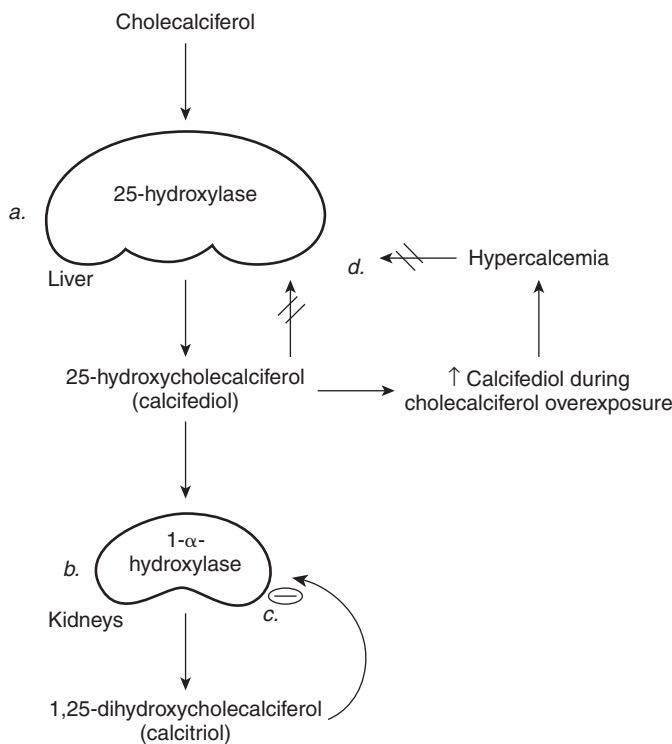 Cholecalciferol
a.
25-hydroxylase
Liver
d.
Hypercalcemia
25-hydroxycholecalciferol
(calcifediol)
↑ Calcifediol during
cholecalciferol overexposure
b.
1-α-
hydroxylase
Kidneys
c.
1,25-dihydroxycholecalciferol
(calcitriol)